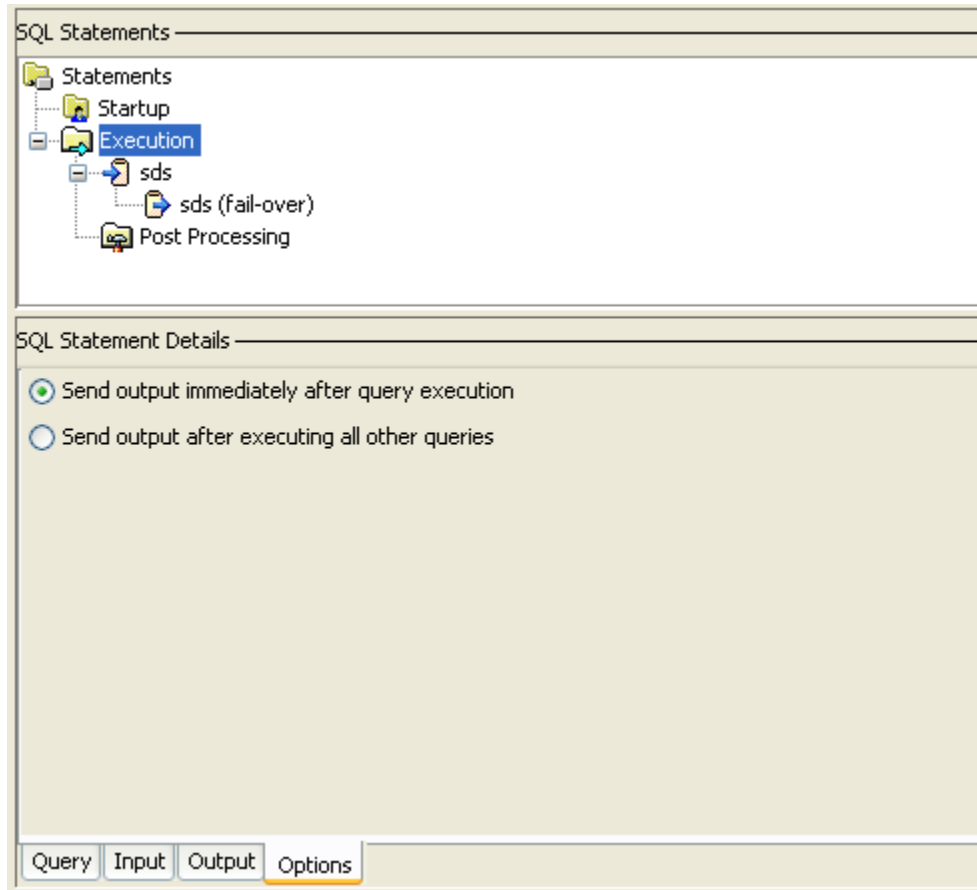 SQL Statements
Statements
Startup
Execution
sds
sds (fail-over)
Post Processing
SQL Statement Details
Send output immediately after query execution
Send output after executing all other queries
Query Input Output Options